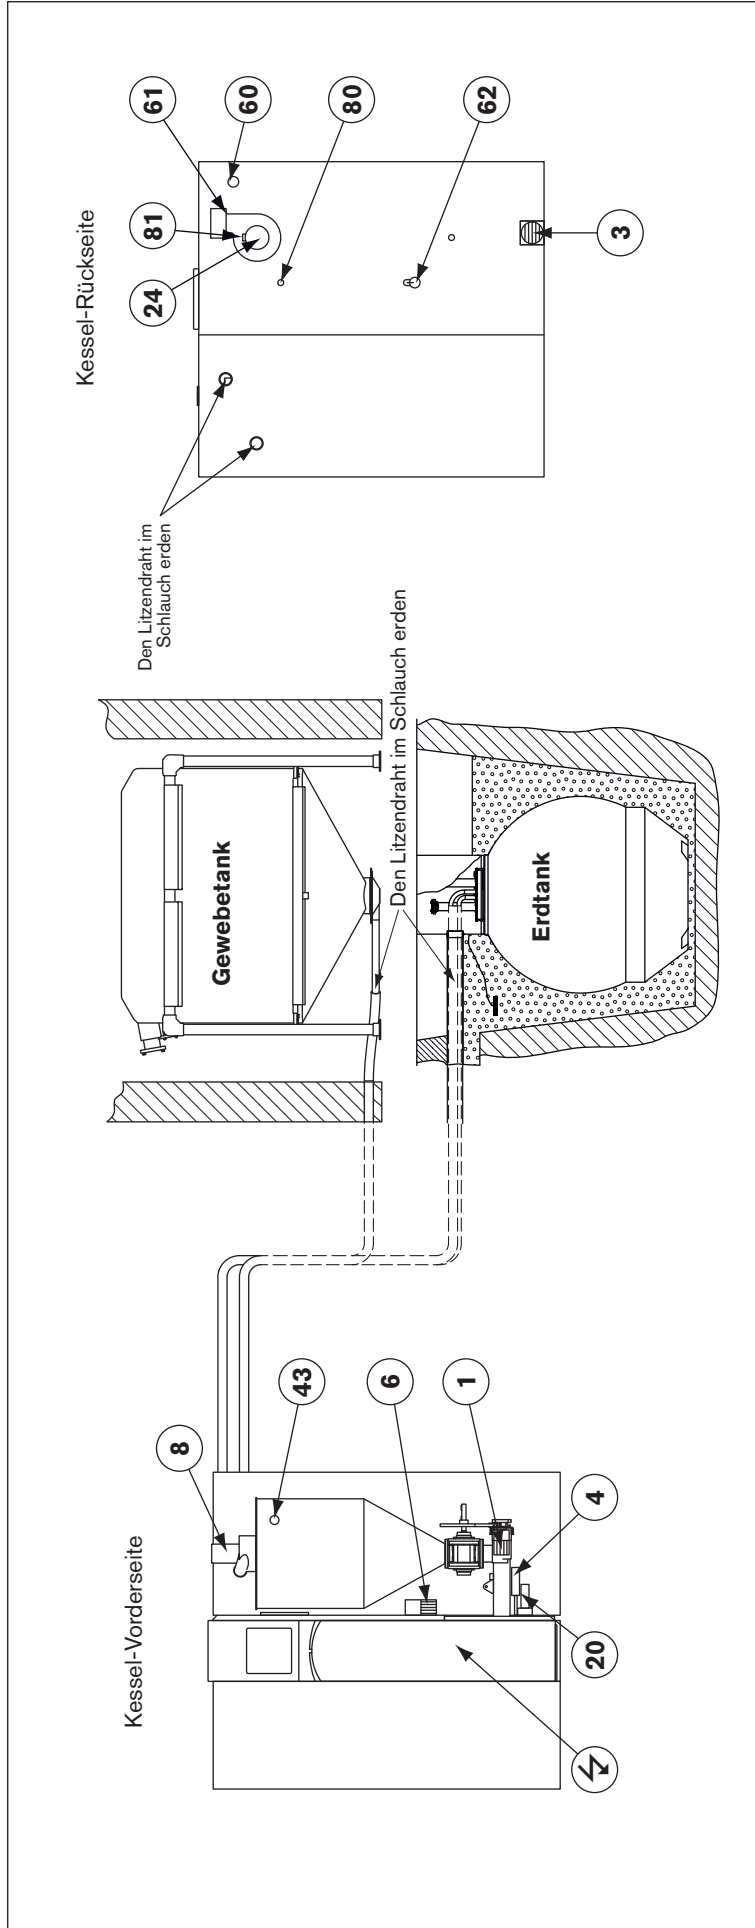 Kessel-Vorderseite
8
43
6
1
4
20
Gewebetank
Den Litzendraht im Schlauch erden
Erdtank
Kessel-Rückseite
Den Litzendraht im
Schlauch erden
24
81
61
60
80
62
3